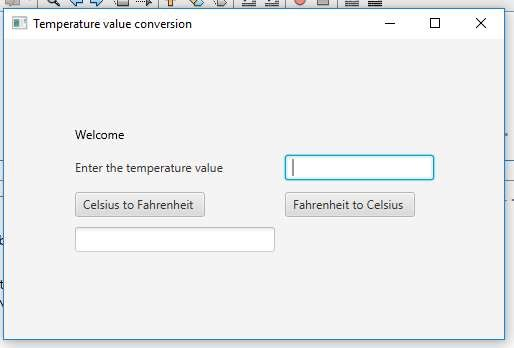 Temperature value conversion
Welcome
Enter the temperature value
Celsius to Fahrenheit
Fahrenheit to Celsius